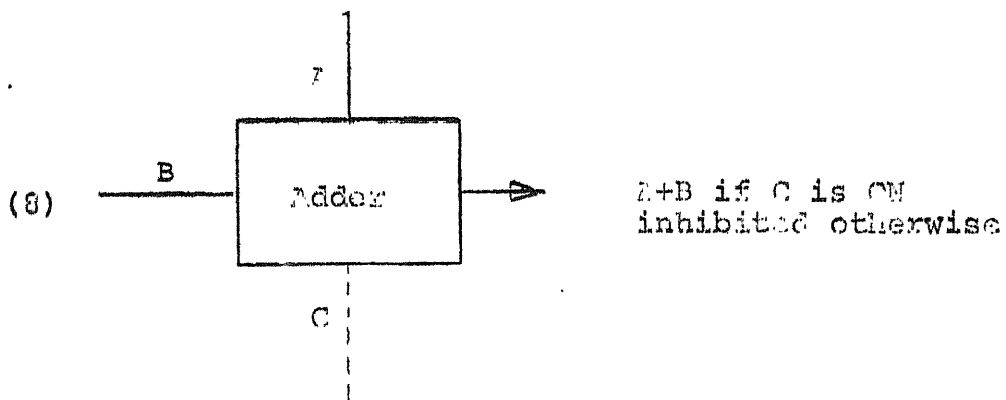 A
B
(8)
Adder
A+B if C is ON
inhibited otherwise
C